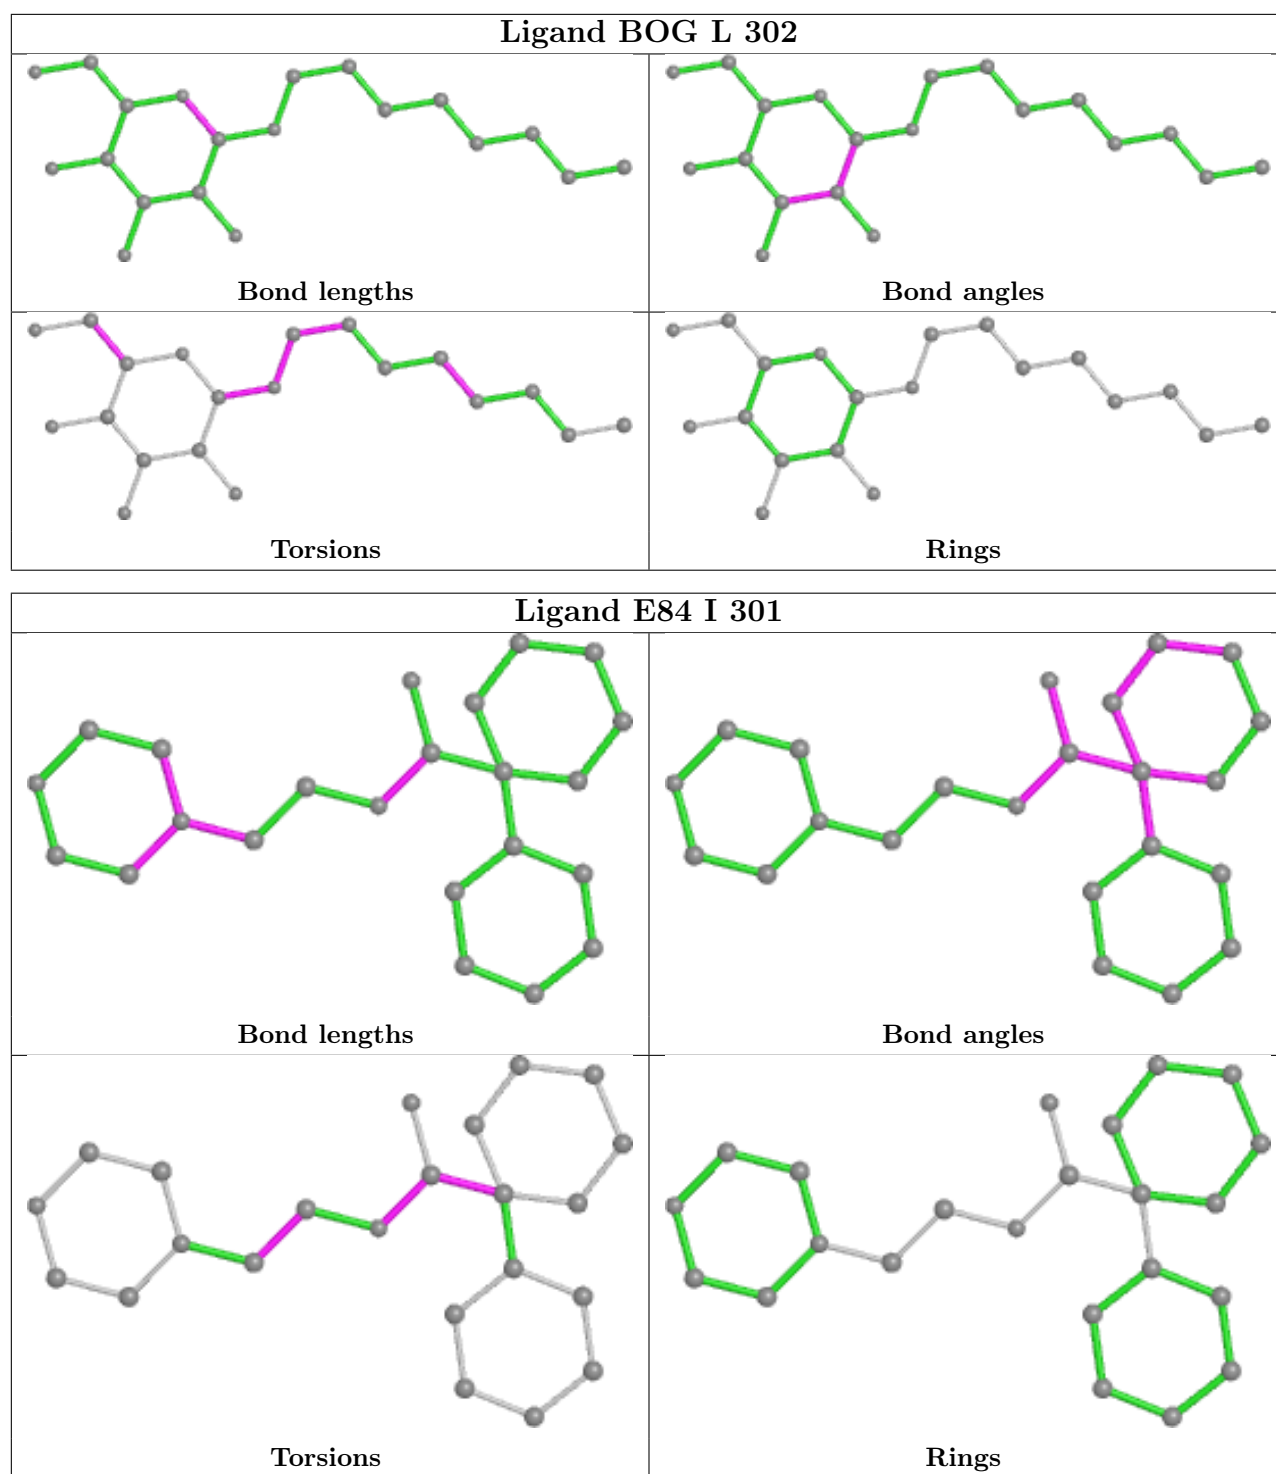 Ligand BOG L 302
Bond lengths
Bond angles
Torsions
Rings
Ligand E84 I 301
Bond lengths
Bond angles
Torsions
Rings